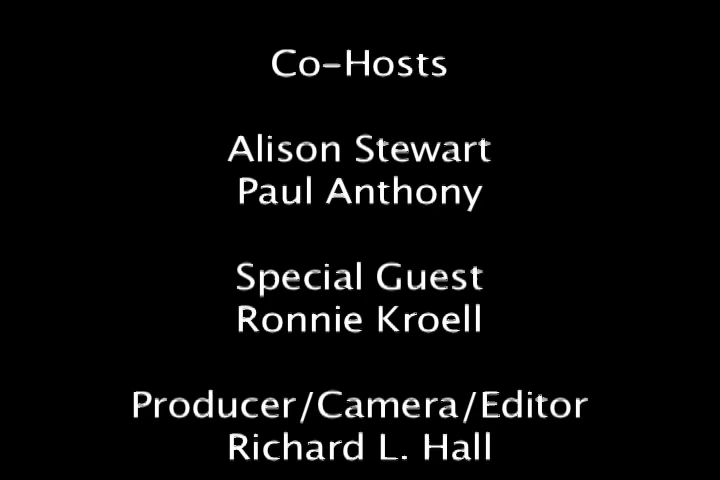 Co-Hosts
Alison Stewart
Paul Anthony
Special Guest
Ronnie Kroell
Producer/Camera/Editor
Richard L. Hall